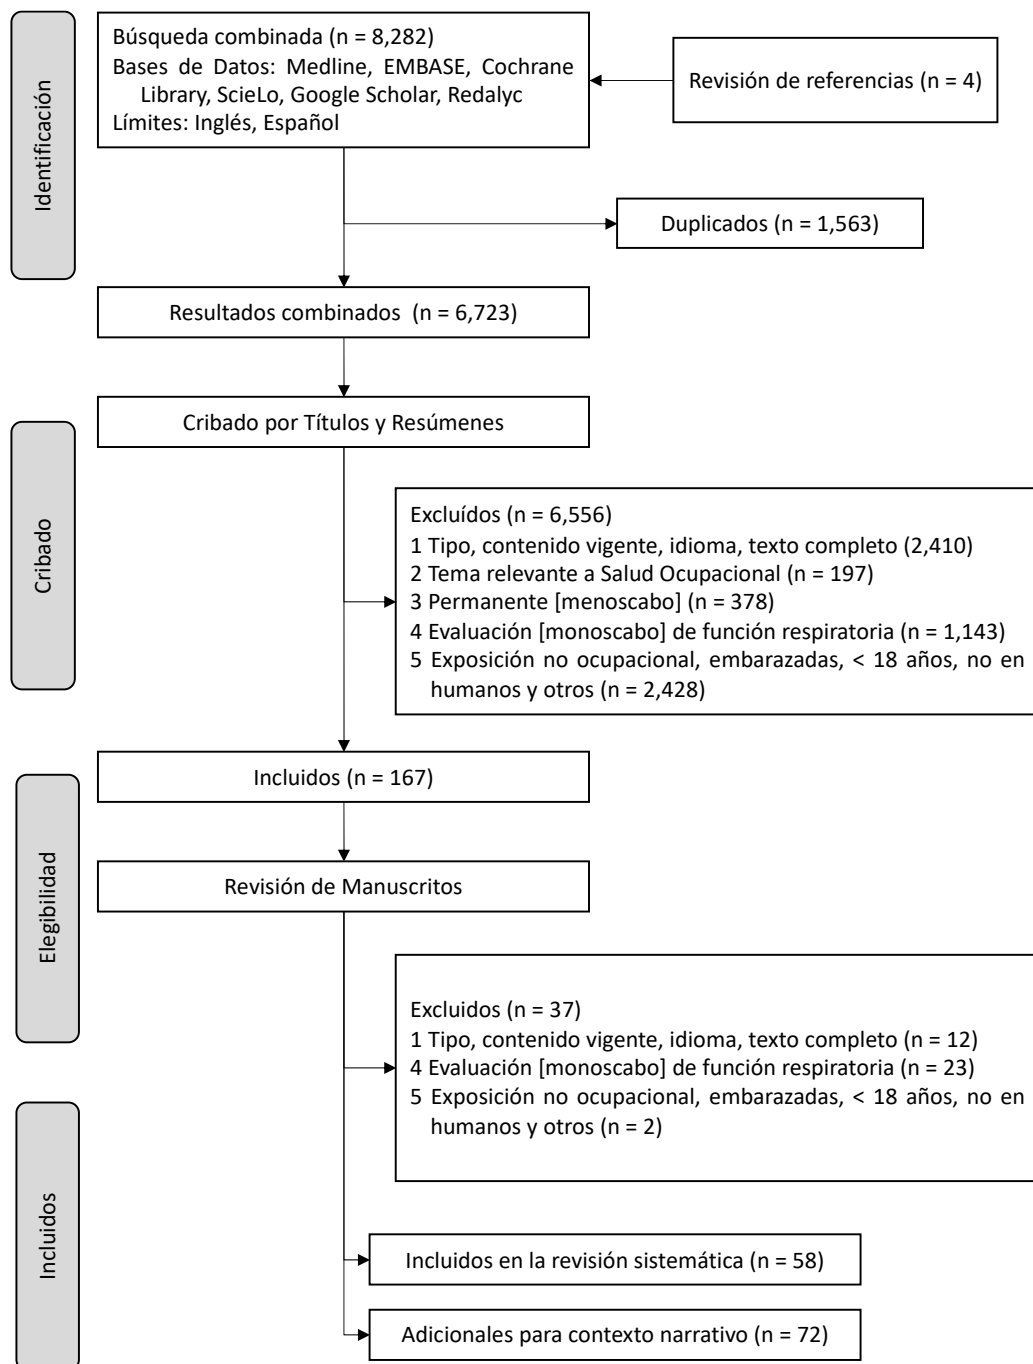 Identificación
Búsqueda combinada (n = 8,282)
Bases de Datos: Medline, EMBASE, Cochrane
Library, ScieLo, Google Scholar, Redalyc
Límites: Inglés, Español
Revisión de referencias (n = 4)
Duplicados (n = 1,563)
Resultados combinados (n = 6,723)
Cribado
Cribado por Títulos y Resúmenes
Excluídos (n = 6,556)
1 Tipo, contenido vigente, idioma, texto completo (2,410)
2 Tema relevante a Salud Ocupacional (n = 197)
3 Permanente [menoscabo] (n = 378)
4 Evaluación [monoscabo] de función respiratoria (n = 1,143)
5 Exposición no ocupacional, embarazadas, < 18 años, no en
humanos y otros (n = 2,428)
Elegibilidad
Incluidos (n = 167)
Revisión de Manuscritos
Excluidos (n = 37)
1 Tipo, contenido vigente, idioma, texto completo (n = 12)
4 Evaluación [monoscabo] de función respiratoria (n = 23)
5 Exposición no ocupacional, embarazadas, < 18 años, no en
humanos y otros (n = 2)
Incluidos
Incluidos en la revisión sistemática (n = 58)
Adicionales para contexto narrativo (n = 72)